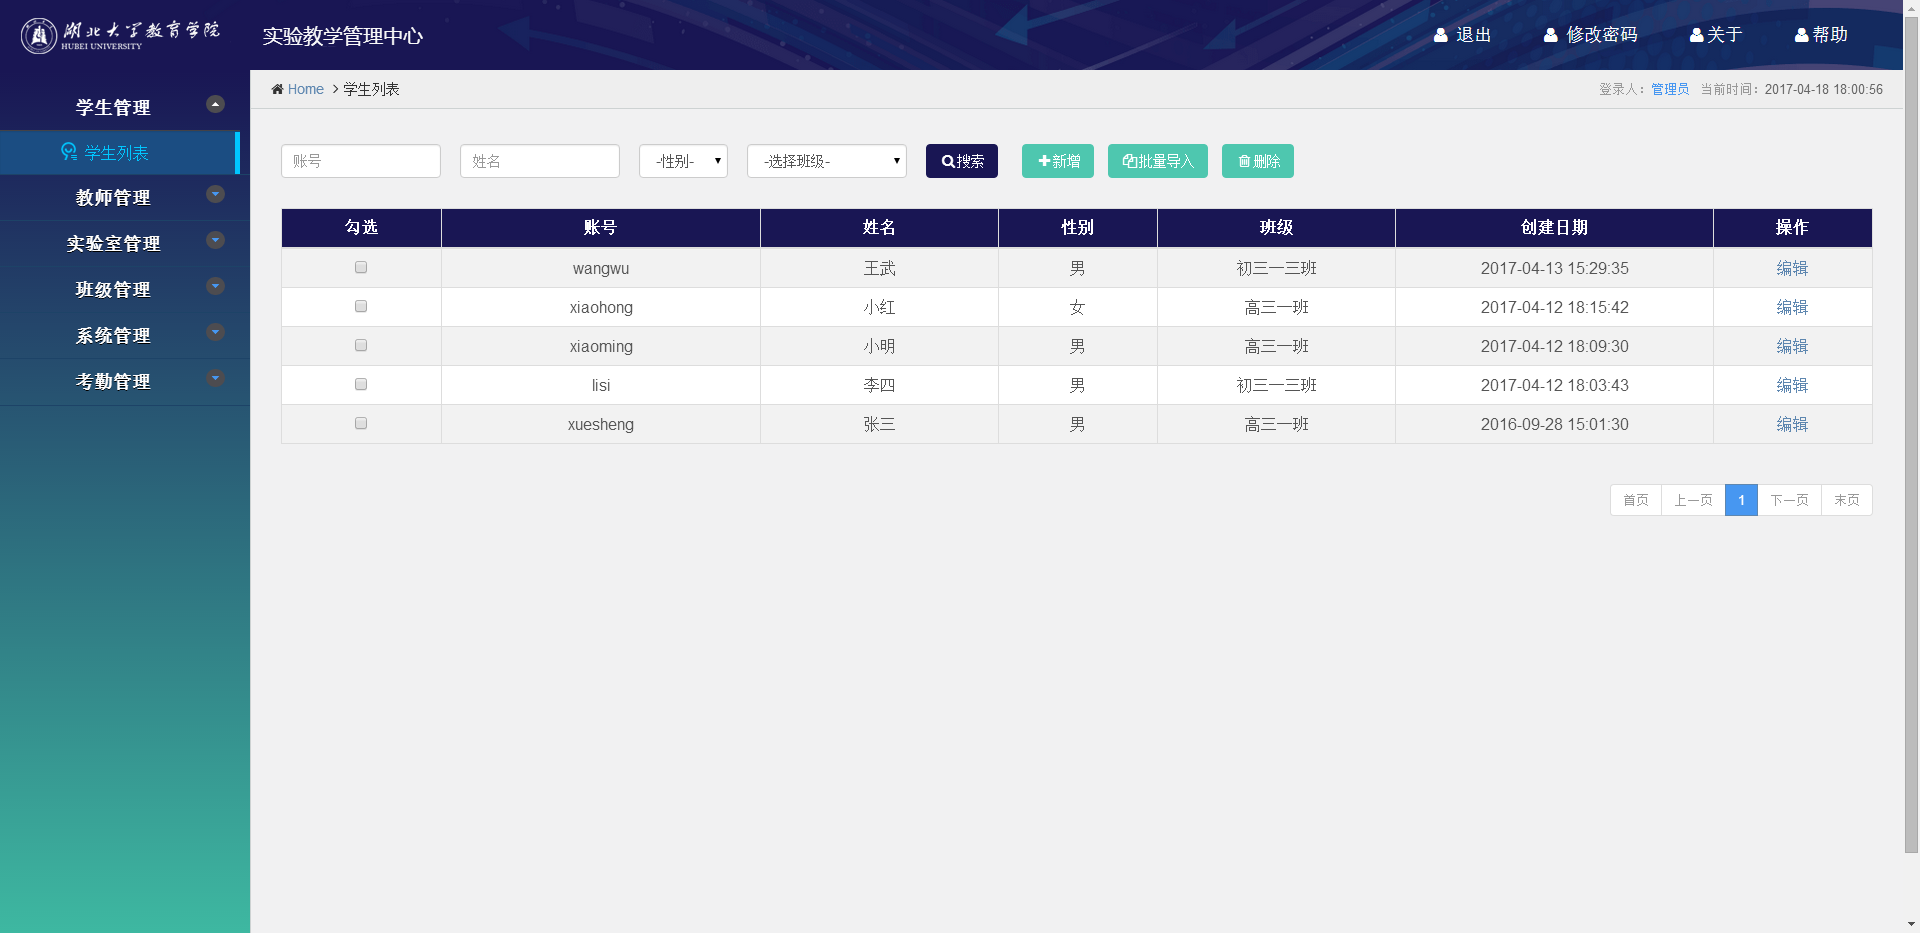 湖北大学教育学院
HUBEI UNIVERSITY
实验教学管理中心
退出 修改密码 关于 帮助
学生管理
学生列表
教师管理
实验室管理
班级管理
系统管理
考勤管理
Home > 学生列表
登录人：管理员 当前时间：2017-04-18 18:00:56
账号 姓名 -性别- -选择班级- 搜索 新增 批量导入 删除
勾选 账号 姓名 性别 班级 创建日期 操作
wangwu 王武 男 初三一三班 2017-04-13 15:29:35 编辑
xiaohong 小红 女 高三一班 2017-04-12 18:15:42 编辑
xiaoming 小明 男 高三一班 2017-04-12 18:09:30 编辑
lisi 李四 男 初三一三班 2017-04-12 18:03:43 编辑
xuesheng 张三 男 高三一班 2016-09-28 15:01:30 编辑
首页 上一页 1 下一页 末页